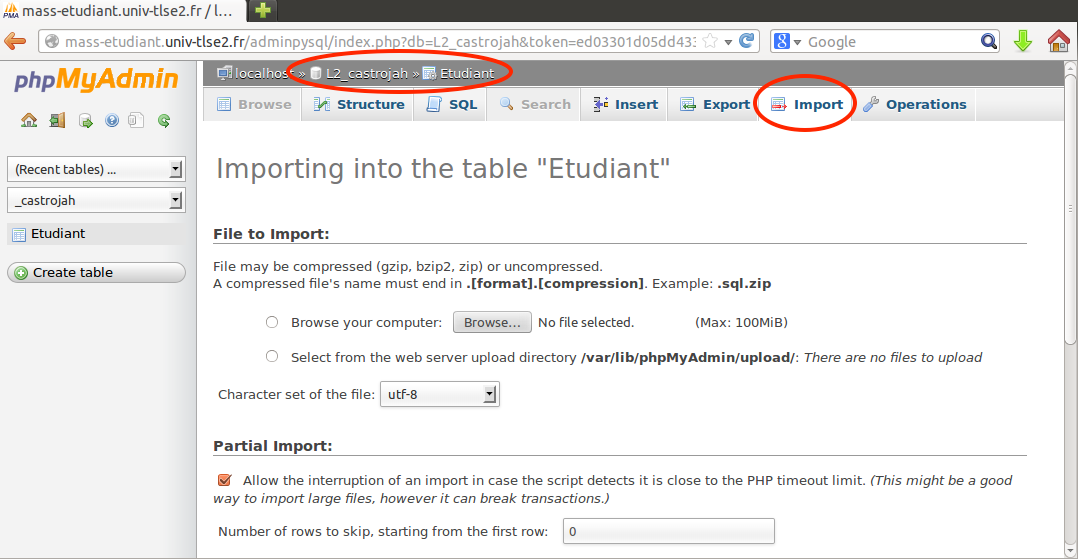 mass-etudiant.univ-tlse2.fr / l...
mass-etudiant.univ-tlse2.fr/adminpysql/index.php?db=L2_castrojah&token=ed03301d05dd433
Google
phpMyAdmin
localhost » L2_castrojah » Etudiant
Browse Structure SQL Search Insert Export Import Operations
(Recent tables) ...
_castrojah
Etudiant
Create table
Importing into the table "Etudiant"
File to Import:
File may be compressed (gzip, bzip2, zip) or uncompressed.
A compressed file's name must end in .[format].[compression]. Example: .sql.zip
Browse your computer: Browse... No file selected. (Max: 100MiB)
Select from the web server upload directory /var/lib/phpMyAdmin/upload/: There are no files to upload
Character set of the file: utf-8
Partial Import:
Allow the interruption of an import in case the script detects it is close to the PHP timeout limit. (This might be a good
way to import large files, however it can break transactions.)
Number of rows to skip, starting from the first row: 0